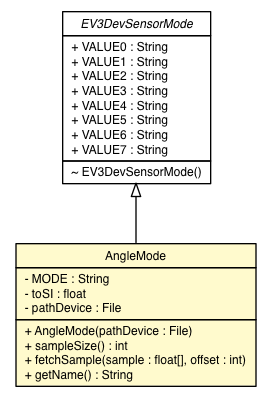 EV3DevSensorMode
+ VALUE0 : String
+ VALUE1 : String
+ VALUE2 : String
+ VALUE3 : String
+ VALUE4 : String
+ VALUE5 : String
+ VALUE6 : String
+ VALUE7 : String
~ EV3DevSensorMode()
AngleMode
- MODE : String
- toSI : float
- pathDevice : File
+ AngleMode(pathDevice : File)
+ sampleSize() : int
+ fetchSample(sample : float[], offset : int)
+ getName() : String